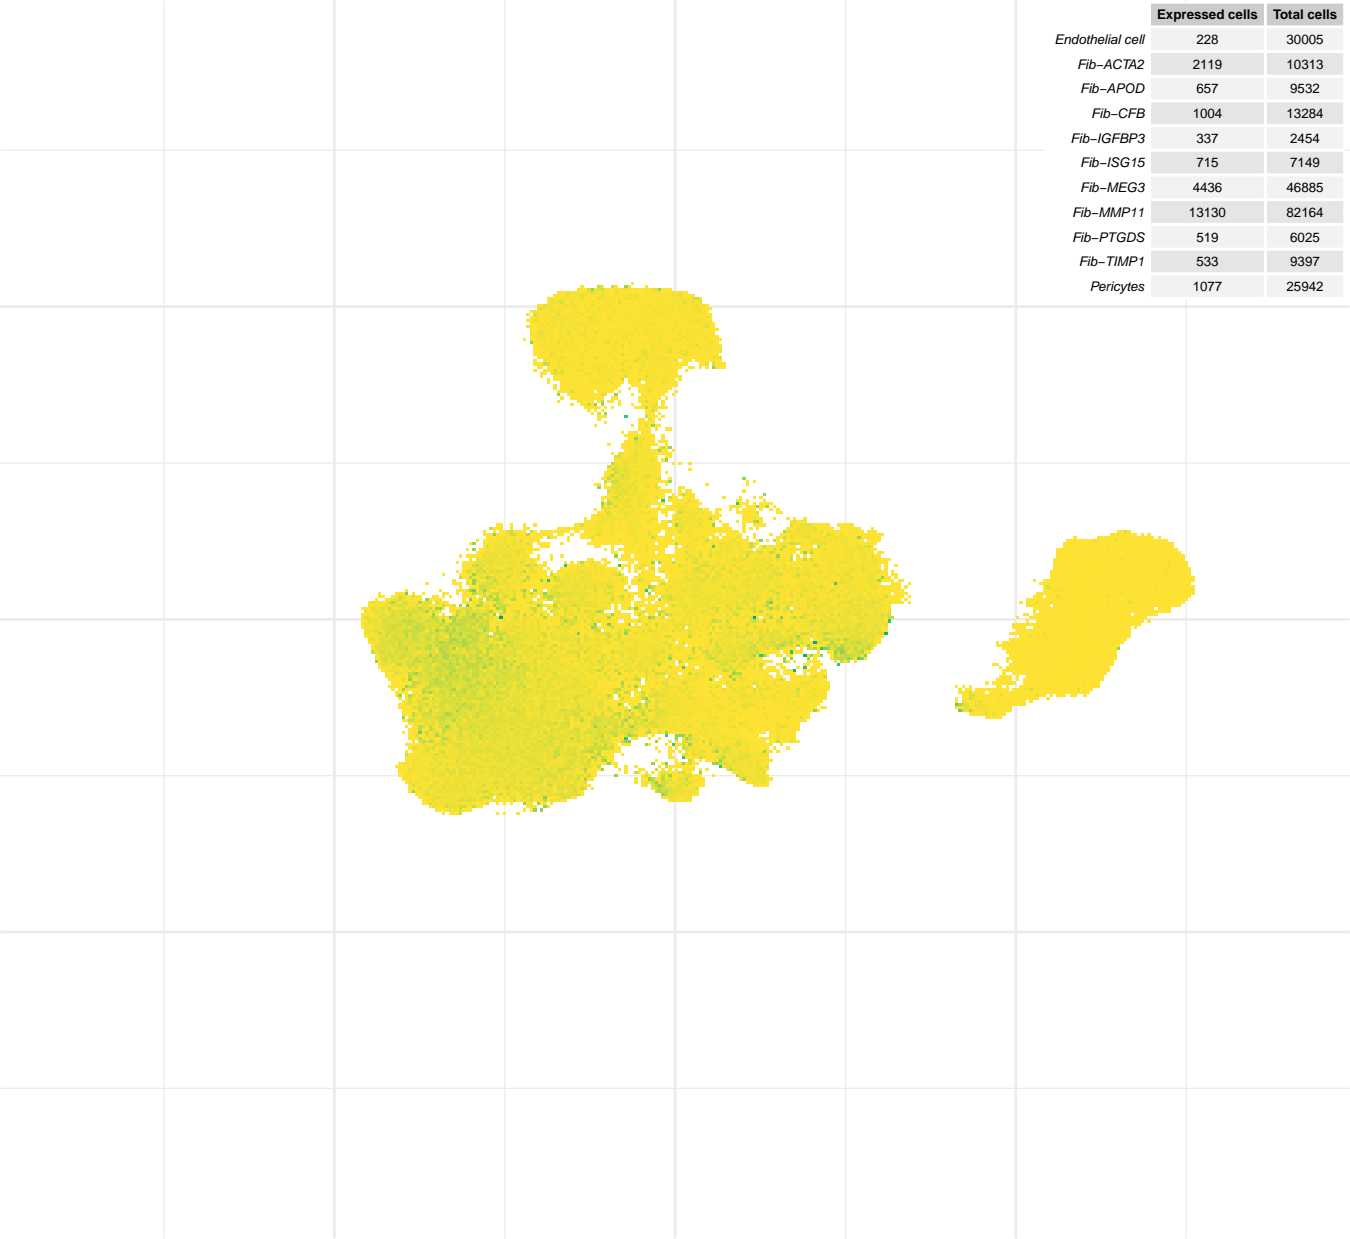 Expressed cells Total cells
Endothelial cell 228 30005
Fib−ACTA2 2119 10313
Fib−APOD 657 9532
Fib−CFB 1004 13284
Fib−IGFBP3 337 2454
Fib−ISG15 715 7149
Fib−MEG3 4436 46885
Fib−MMP11 13130 82164
Fib−PTGDS 519 6025
Fib−TIMP1 533 9397
Pericytes 1077 25942